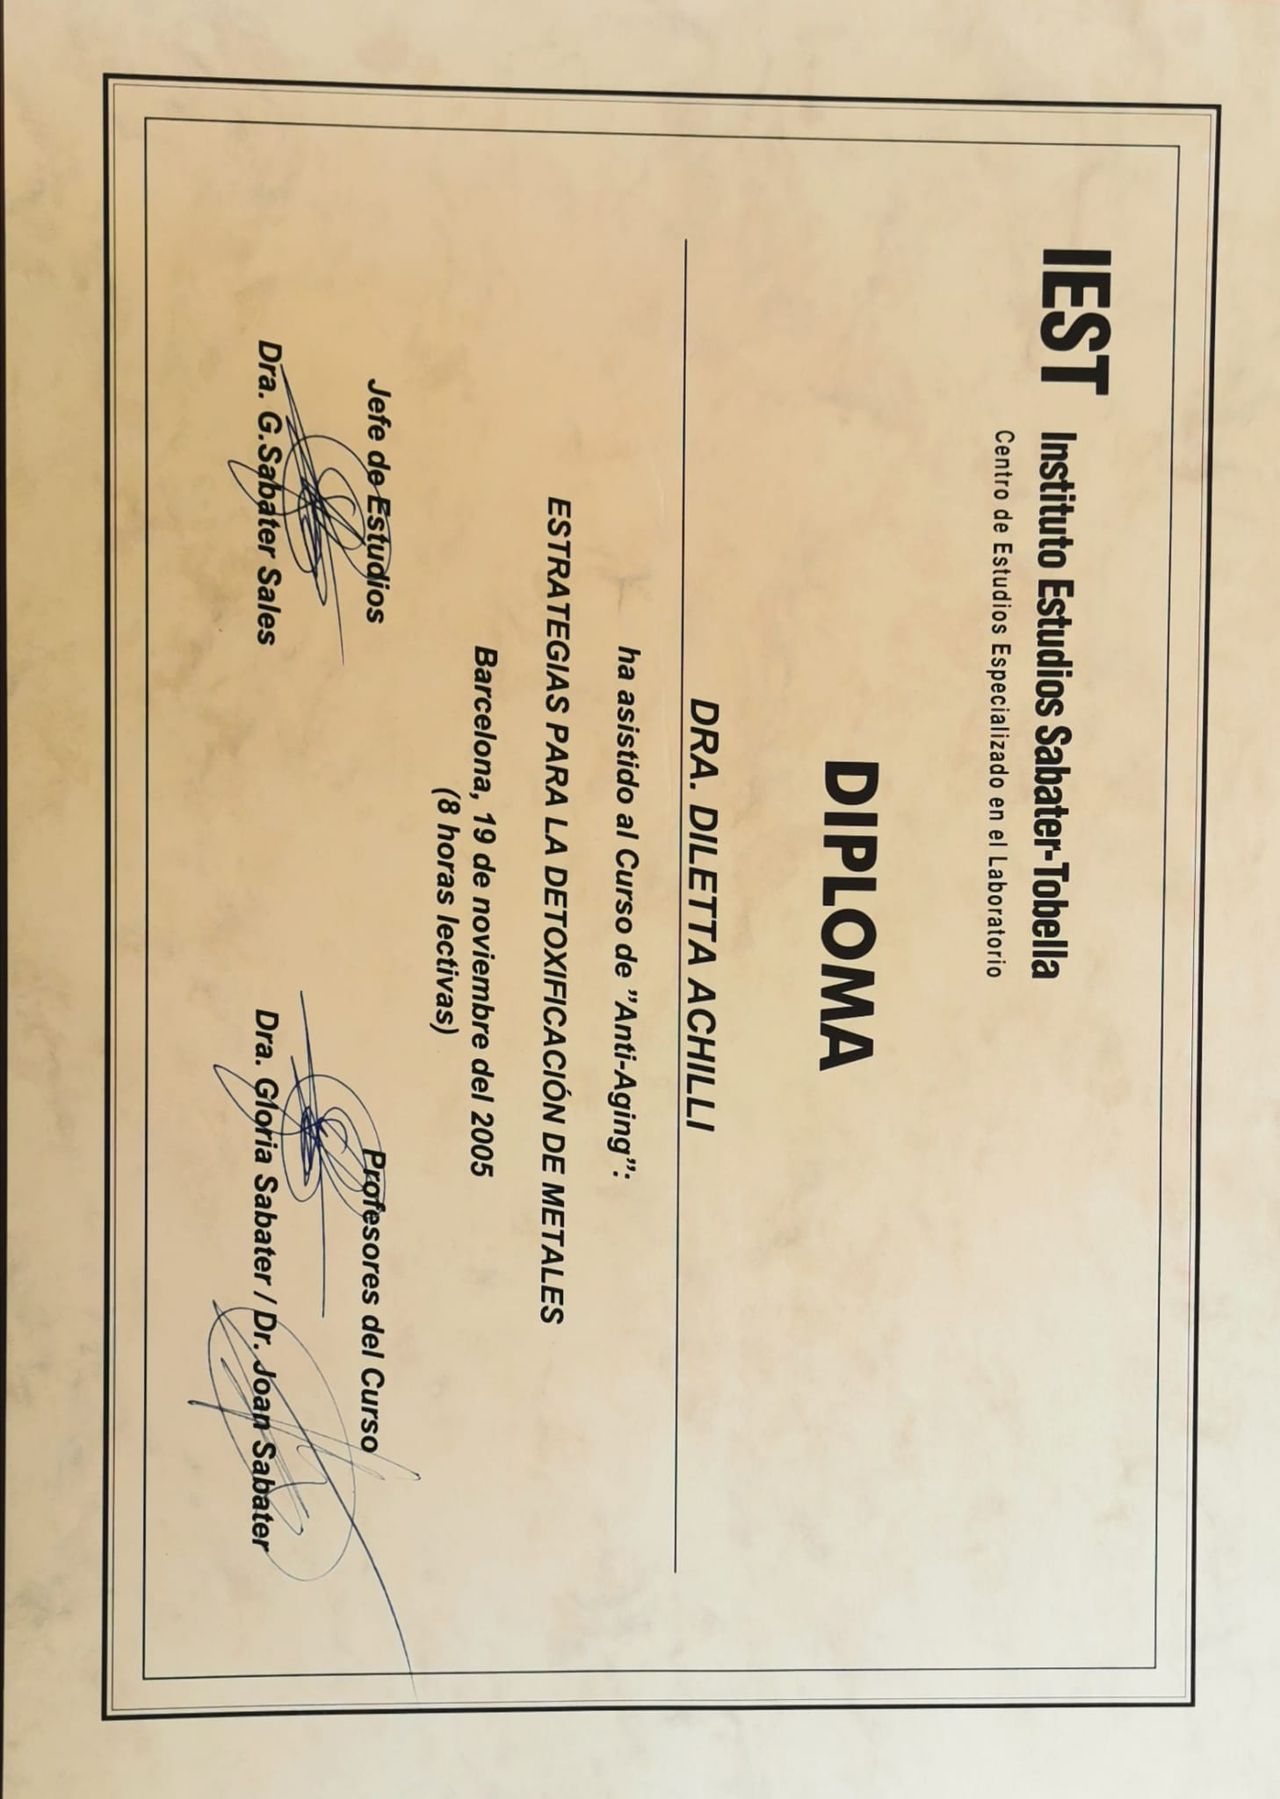 IEST Instituto Estudios Sabater-Tobella
Centro de Estudios Especializado en el Laboratorio
DIPLOMA
DRA. DILETTA ACHILLI
ha asistido al Curso de "Anti-Aging":
ESTRATEGIAS PARA LA DETOXIFICACIÓN DE METALES
Barcelona, 19 de noviembre del 2005
(8 horas lectivas)
Jefe de Estudios
Dra. G.Sabater Sales
Profesores del Curso
Dra. Gloria Sabater / Dr. Joan Sabater